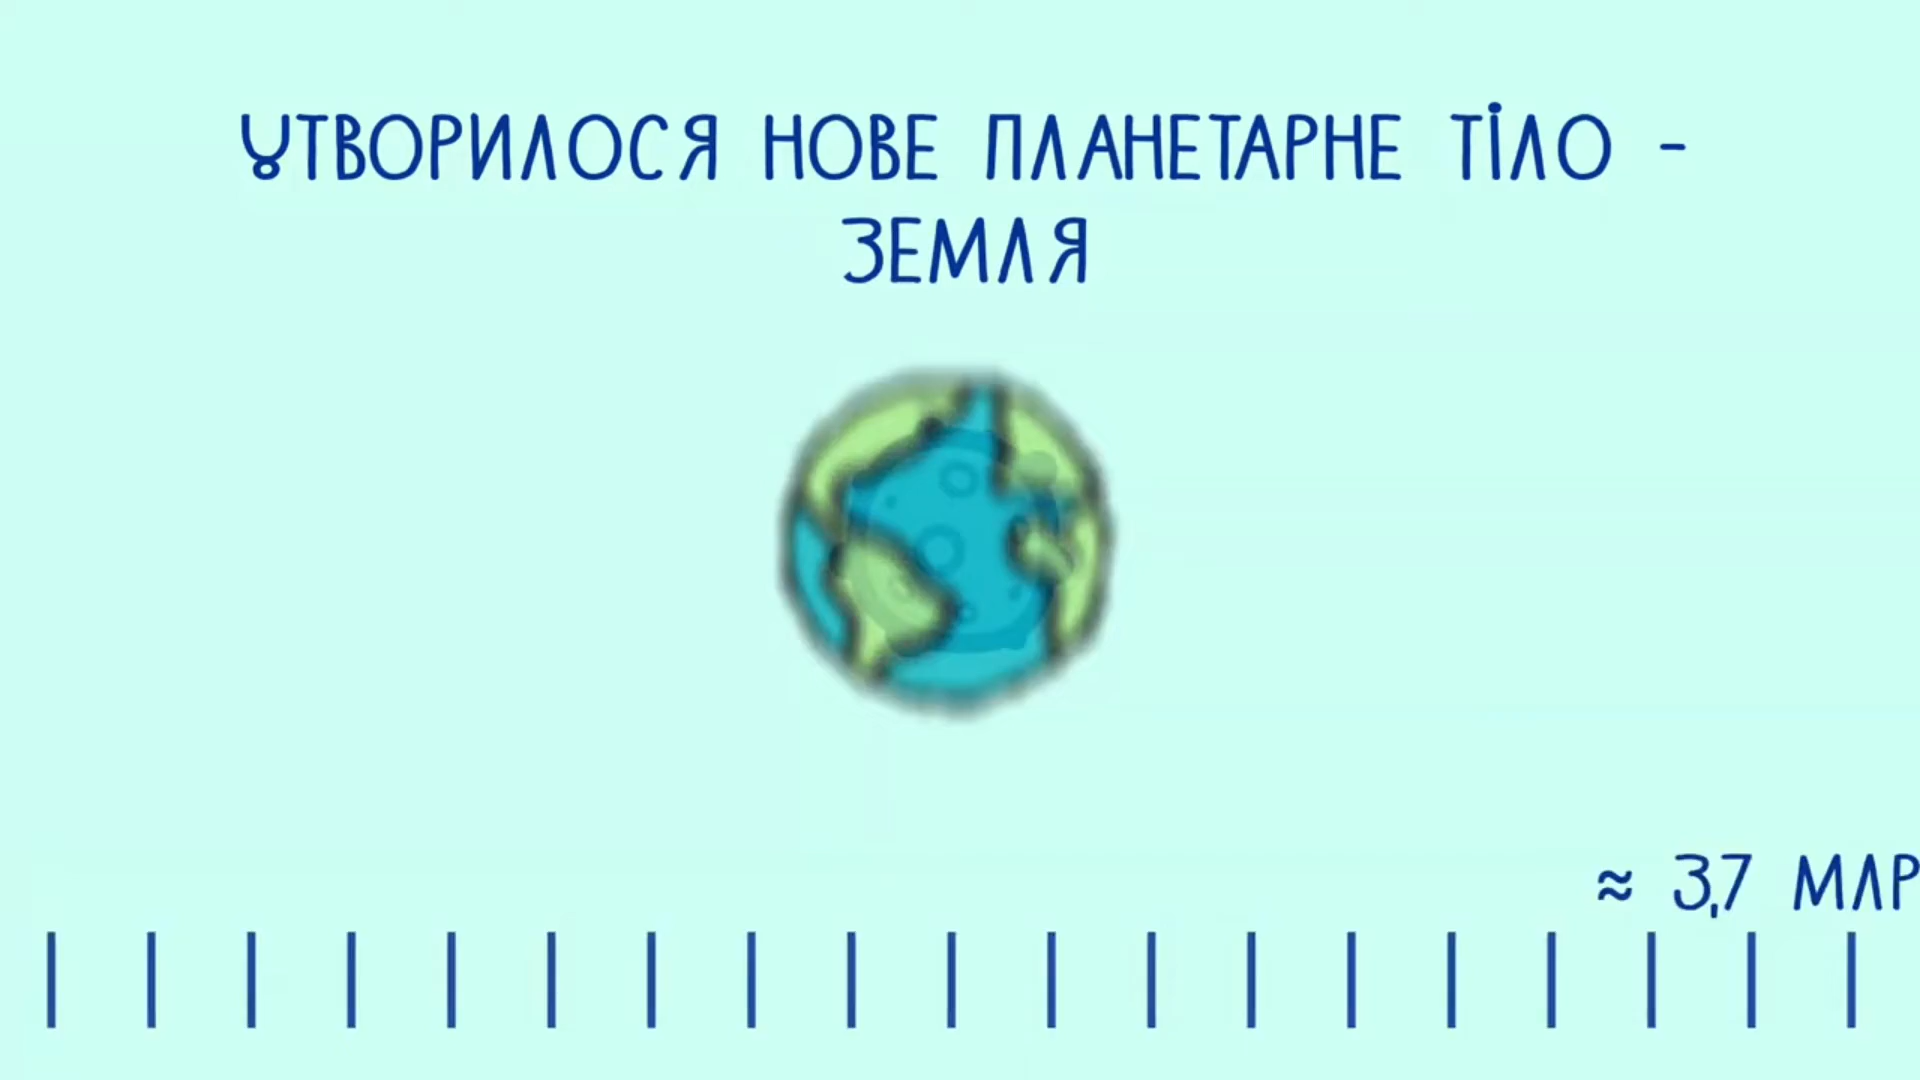 УТВОРИЛОСЯ НОВЕ ПЛАНЕТАРНЕ ТІЛО -
ЗЕМЛЯ
≈ 3,7 МЛР